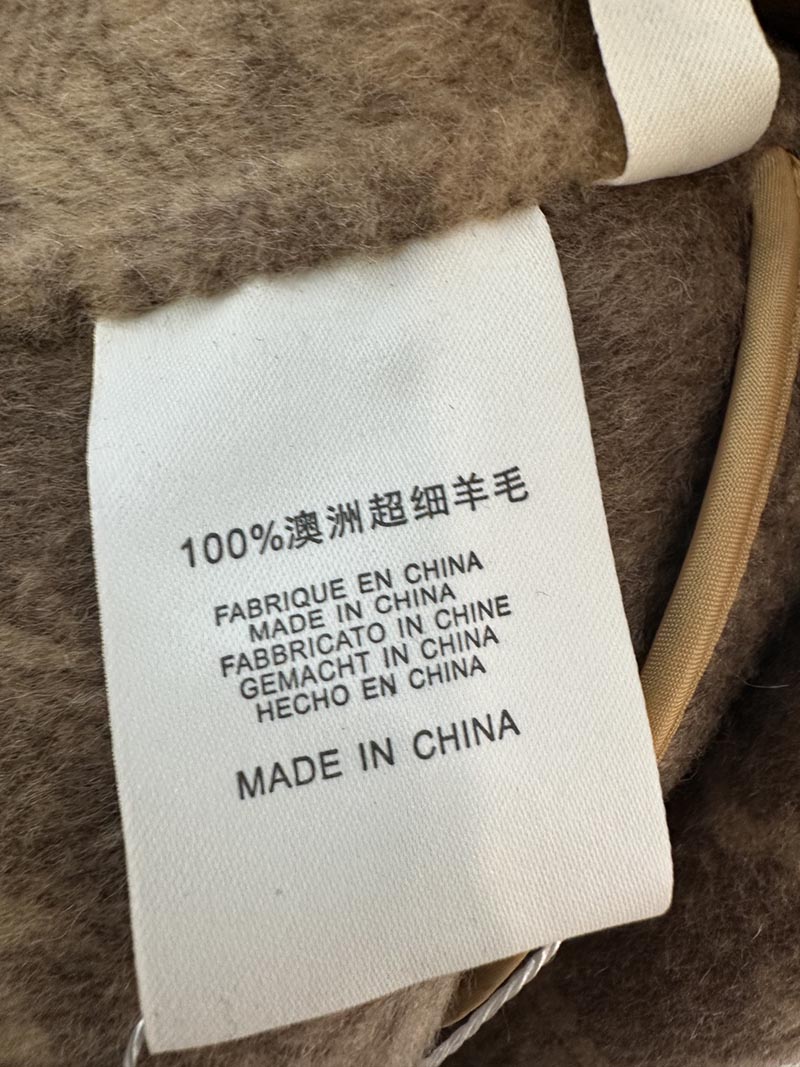 100%澳洲超细羊毛
FABRIQUE EN CHINA
MADE IN CHINA
FABBRICATO IN CHINE
GEMACHT IN CHINA
HECHO EN CHINA
MADE IN CHINA